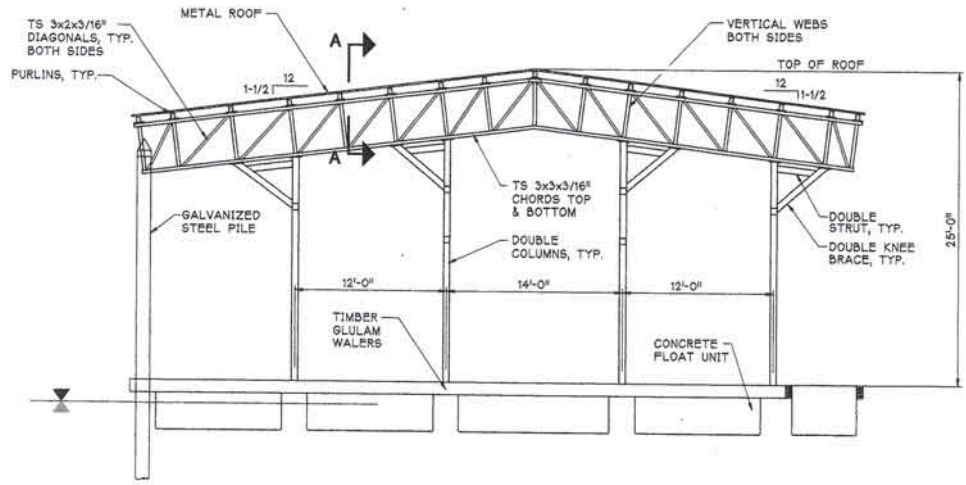 TS 3x2x3/16"
DIAGONALS, TYP.
BOTH SIDES
PURLINS, TYP.
METAL ROOF
A
12
1-1/2
VERTICAL WEBS
BOTH SIDES
TOP OF ROOF
12
1-1/2
A
TS 3x3x3/16"
CHORDS TOP
& BOTTOM
GALVANIZED
STEEL PILE
DOUBLE
COLUMNS, TYP.
DOUBLE
STRUT, TYP.
DOUBLE KNEE
BRACE, TYP.
25'-0"
12'-0"
14'-0"
12'-0"
TIMBER
GLULAM
WALERS
CONCRETE
FLOAT UNIT